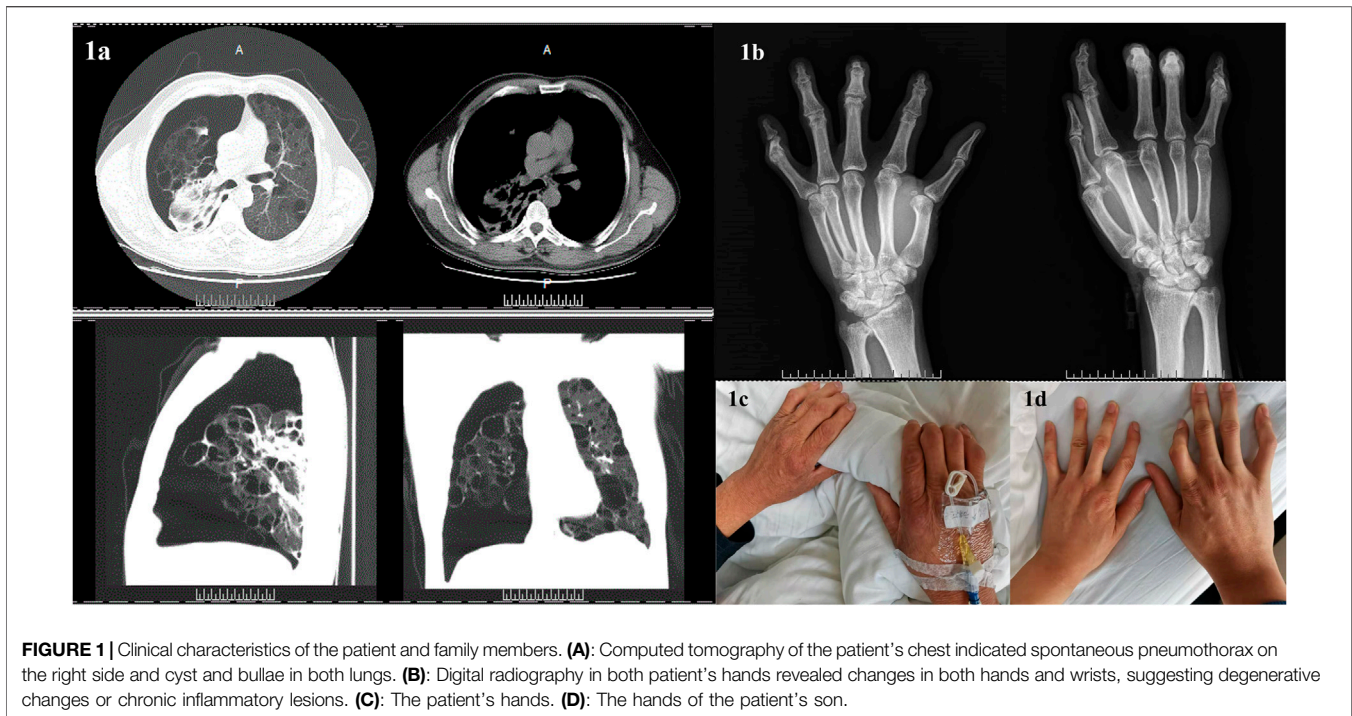 1a
A
A
1b
P
P
1c
1d
FIGURE 1 | Clinical characteristics of the patient and family members. (A): Computed tomography of the patient's chest indicated spontaneous pneumothorax on
the right side and cyst and bullae in both lungs. (B): Digital radiography in both patient's hands revealed changes in both hands and wrists, suggesting degenerative
changes or chronic inflammatory lesions. (C): The patient's hands. (D): The hands of the patient's son.